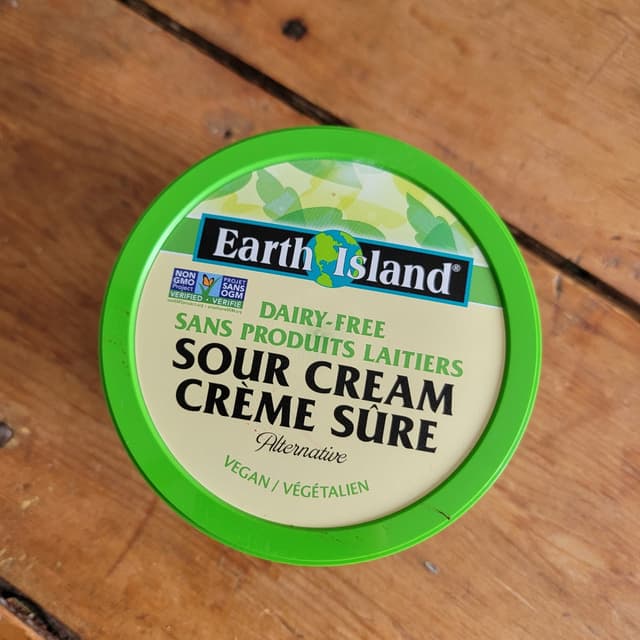 Earth Island®
NON GMO Project VERIFIED
PROJET SANS OGM VÉRIFIÉ
DAIRY-FREE
SANS PRODUITS LAITIERS
SOUR CREAM
CRÈME SÛRE
Alternative
VEGAN / VÉGÉTALIEN